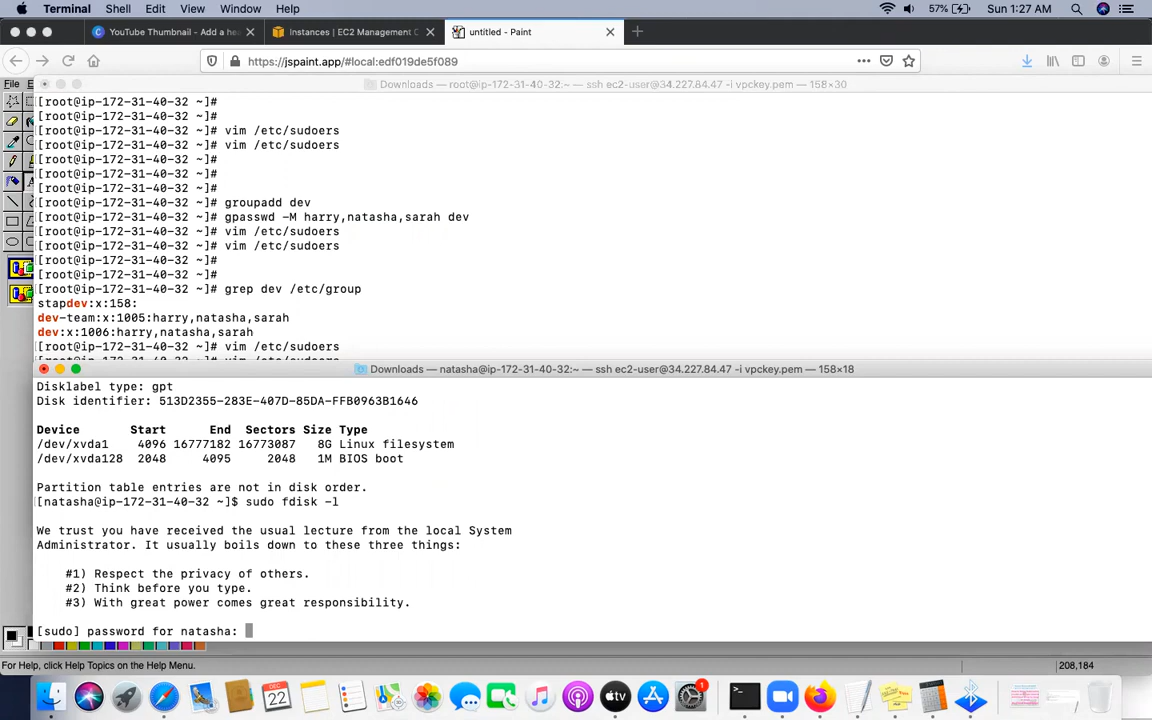 Terminal Shell Edit View Window Help 57% Sun 1:27 AM
YouTube Thumbnail - Add a hea Instances | EC2 Management C untitled - Paint
https://jspaint.app/#local:edf019de5f089
File
Downloads — root@ip-172-31-40-32:~ — ssh ec2-user@34.227.84.47 -i vpckey.pem — 158×30
[root@ip-172-31-40-32 ~]#
[root@ip-172-31-40-32 ~]#
[root@ip-172-31-40-32 ~]# vim /etc/sudoers
[root@ip-172-31-40-32 ~]# vim /etc/sudoers
[root@ip-172-31-40-32 ~]#
[root@ip-172-31-40-32 ~]#
[root@ip-172-31-40-32 ~]#
[root@ip-172-31-40-32 ~]# groupadd dev
[root@ip-172-31-40-32 ~]# gpasswd -M harry,natasha,sarah dev
[root@ip-172-31-40-32 ~]# vim /etc/sudoers
[root@ip-172-31-40-32 ~]# vim /etc/sudoers
[root@ip-172-31-40-32 ~]#
[root@ip-172-31-40-32 ~]#
[root@ip-172-31-40-32 ~]# grep dev /etc/group
stapdev:x:158:
dev-team:x:1005:harry,natasha,sarah
dev:x:1006:harry,natasha,sarah
[root@ip-172-31-40-32 ~]# vim /etc/sudoers
[root@ip-172-31-40-32 ~]# vim /etc/sudoers
Downloads — natasha@ip-172-31-40-32:~ — ssh ec2-user@34.227.84.47 -i vpckey.pem — 158×18
Disklabel type: gpt
Disk identifier: 513D2355-283E-407D-85DA-FFB0963B1646
Device Start End Sectors Size Type
/dev/xvda1 4096 16777182 16773087 8G Linux filesystem
/dev/xvda128 2048 4095 2048 1M BIOS boot
Partition table entries are not in disk order.
[natasha@ip-172-31-40-32 ~]$ sudo fdisk -l
We trust you have received the usual lecture from the local System
Administrator. It usually boils down to these three things:
#1) Respect the privacy of others.
#2) Think before you type.
#3) With great power comes great responsibility.
[sudo] password for natasha:
For Help, click Help Topics on the Help Menu. 208,184
DEC
22
tv
1